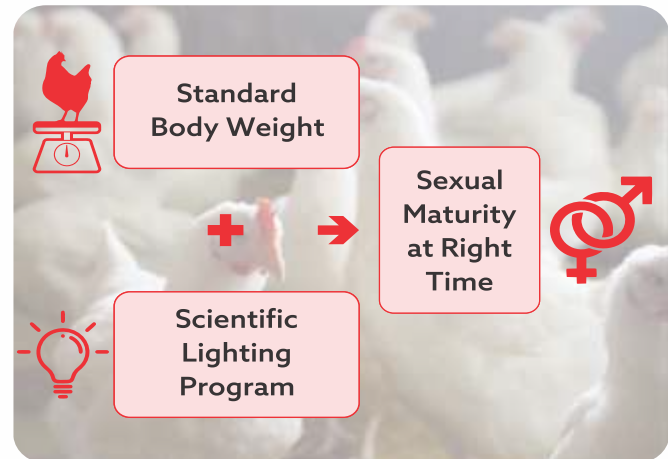 Standard
Body Weight
Sexual
Maturity
at Right
Time
Scientific
Lighting
Program